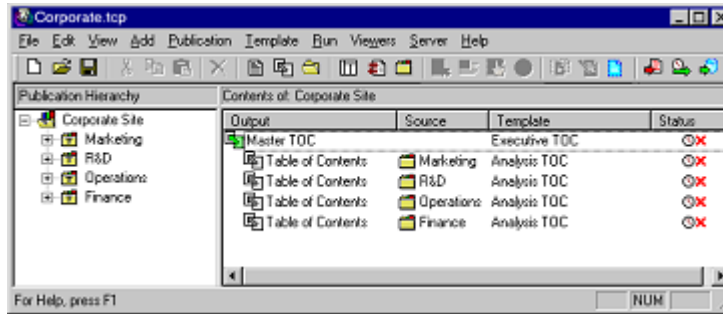 Corporate.tcp
File Edit View Add Publication Template Run Viewers Server Help
Publication Hierarchy
Contents of: Corporate Site
Corporate Site
Marketing
R&D
Operations
Finance
Output Source Template Status
Master TOC Executive TOC
Table of Contents Marketing Analysis TOC
Table of Contents R&D Analysis TOC
Table of Contents Operations Analysis TOC
Table of Contents Finance Analysis TOC
For Help, press F1
NUM